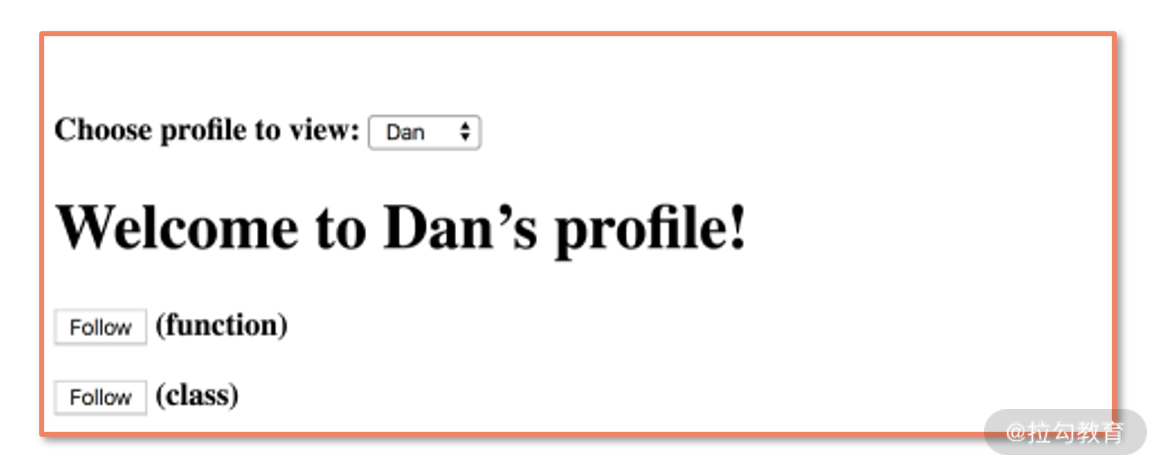 Choose profile to view: Dan
Welcome to Dan’s profile!
Follow (function)
Follow (class)
@拉勾教育